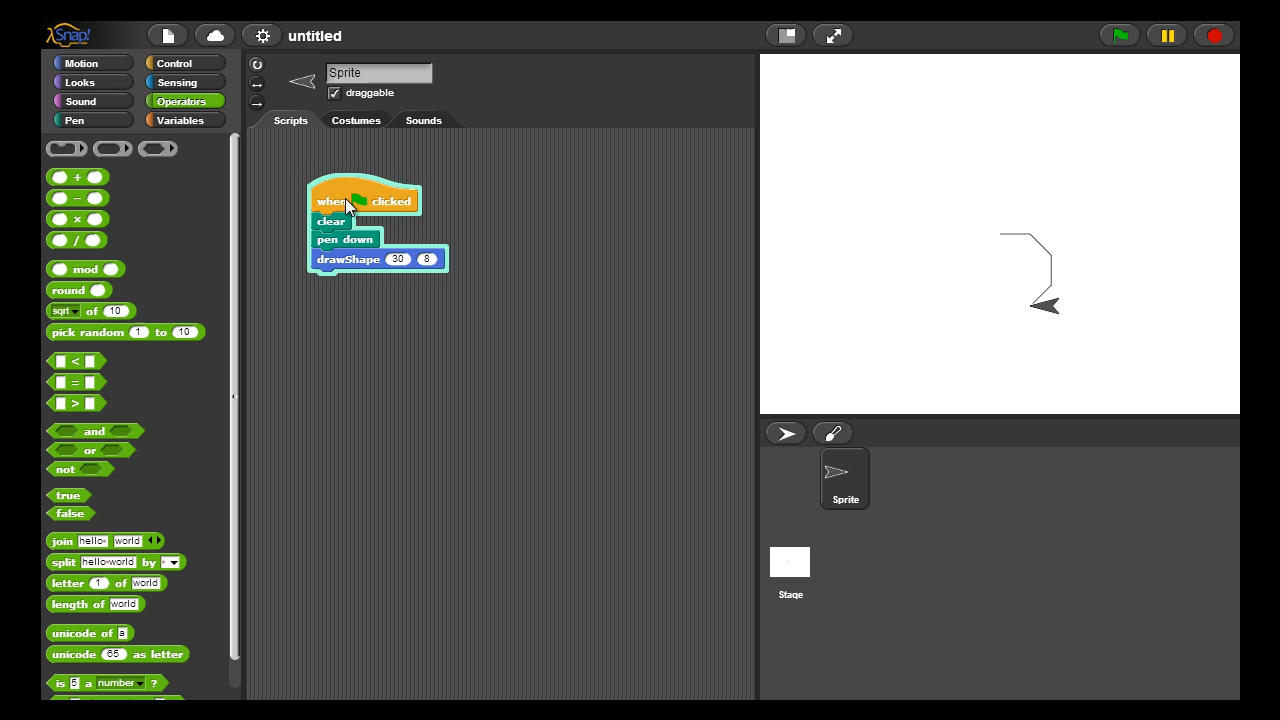 Snap!
untitled
Motion Control
Looks Sensing
Sound Operators
Pen Variables
Sprite
draggable
Scripts Costumes Sounds
+
−
×
/
mod
round
sqrt of 10
pick random 1 to 10
<
=
>
and
or
not
true
false
join hello world
split hello world by
letter 1 of world
length of world
unicode of a
unicode 65 as letter
is 5 a number ?
when clicked
clear
pen down
drawShape 30 8
Sprite
Stage